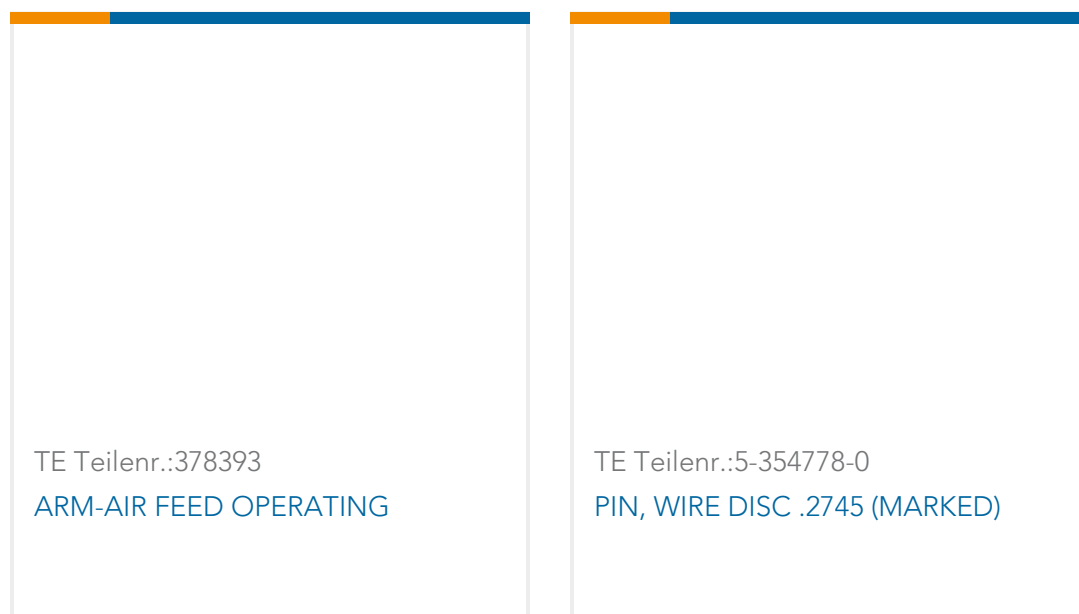 TE Teilenr.:378393
ARM-AIR FEED OPERATING
TE Teilenr.:5-354778-0
PIN, WIRE DISC .2745 (MARKED)